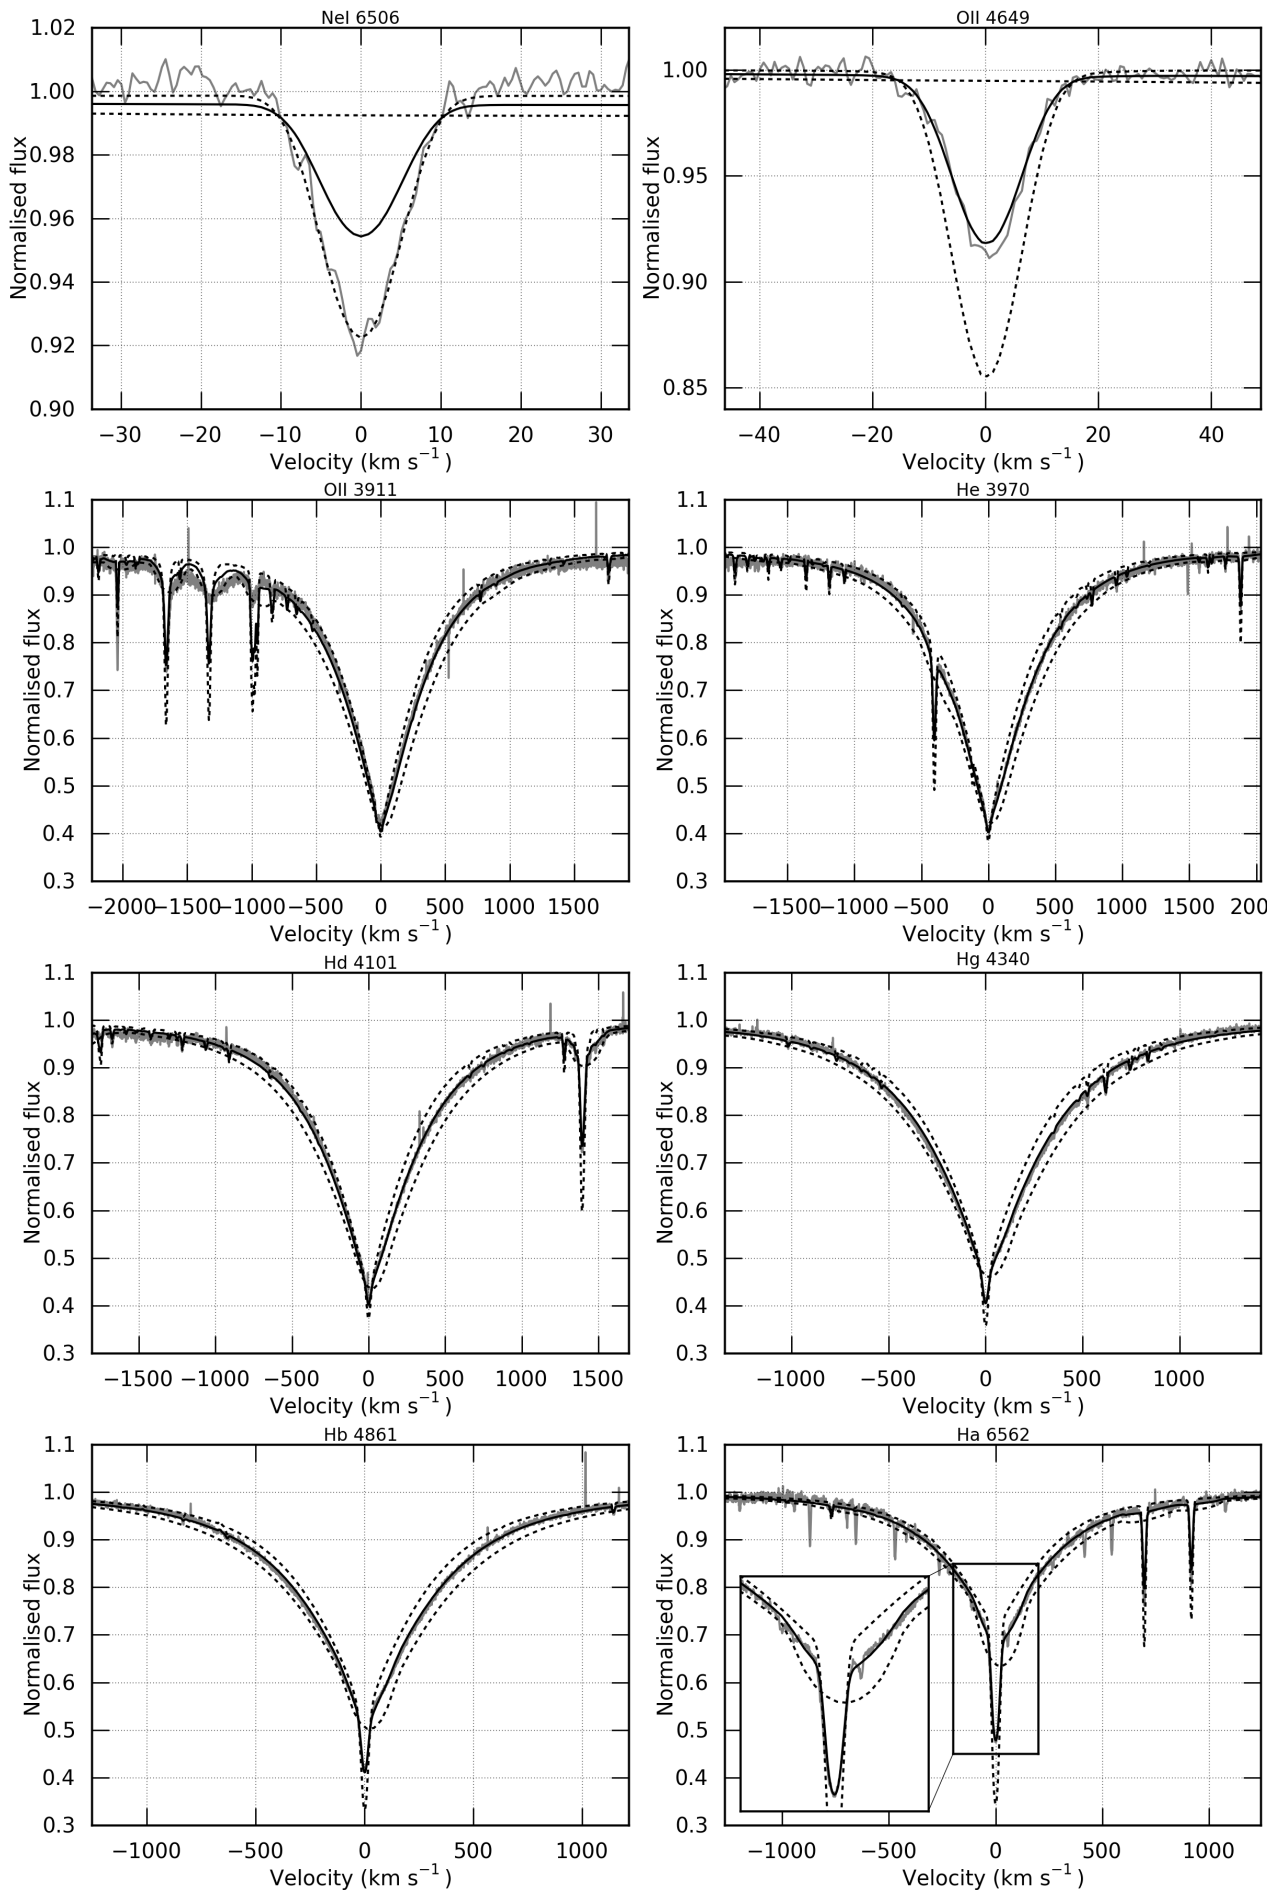 NeI 6506
1.02
1.00
0.98
0.96
0.94
0.92
0.90
Normalised flux
−30 −20 −10 0 10 20 30
Velocity (km s−1)
OII 4649
1.00
0.95
0.90
0.85
Normalised flux
−40 −20 0 20 40
Velocity (km s−1)
OII 3911
1.1
1.0
0.9
0.8
0.7
0.6
0.5
0.4
0.3
Normalised flux
−2000 −1500 −1000 −500 0 500 1000 1500
Velocity (km s−1)
He 3970
1.1
1.0
0.9
0.8
0.7
0.6
0.5
0.4
0.3
Normalised flux
−1500 −1000 −500 0 500 1000 1500 200
Velocity (km s−1)
Hd 4101
1.1
1.0
0.9
0.8
0.7
0.6
0.5
0.4
0.3
Normalised flux
−1500 −1000 −500 0 500 1000 1500
Velocity (km s−1)
Hg 4340
1.1
1.0
0.9
0.8
0.7
0.6
0.5
0.4
0.3
Normalised flux
−1000 −500 0 500 1000
Velocity (km s−1)
Hb 4861
1.1
1.0
0.9
0.8
0.7
0.6
0.5
0.4
0.3
Normalised flux
−1000 −500 0 500 1000
Velocity (km s−1)
Ha 6562
1.1
1.0
0.9
0.8
0.7
0.6
0.5
0.4
0.3
Normalised flux
−1000 −500 0 500 1000
Velocity (km s−1)